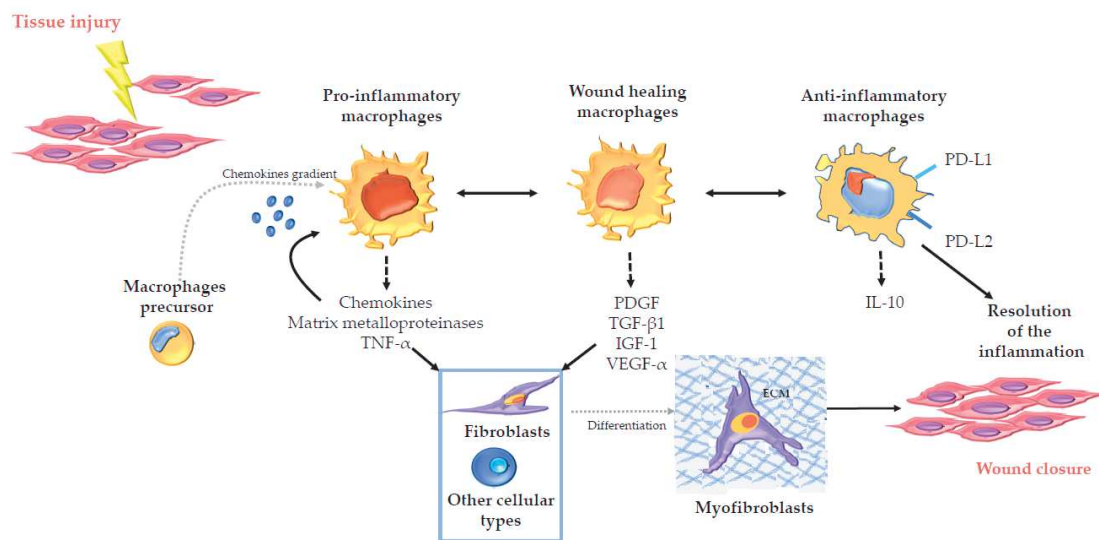 Tissue injury
Pro-inflammatory
macrophages
Wound healing
macrophages
Anti-inflammatory
macrophages
Chemokines gradient
PD-L1
PD-L2
Macrophages
precursor
Chemokines
Matrix metalloproteinases
TNF-α
PDGF
TGF-β1
IGF-1
VEGF-α
IL-10
Resolution
of the
inflammation
Fibroblasts
Other cellular
types
Differentiation
ECM
Myofibroblasts
Wound closure